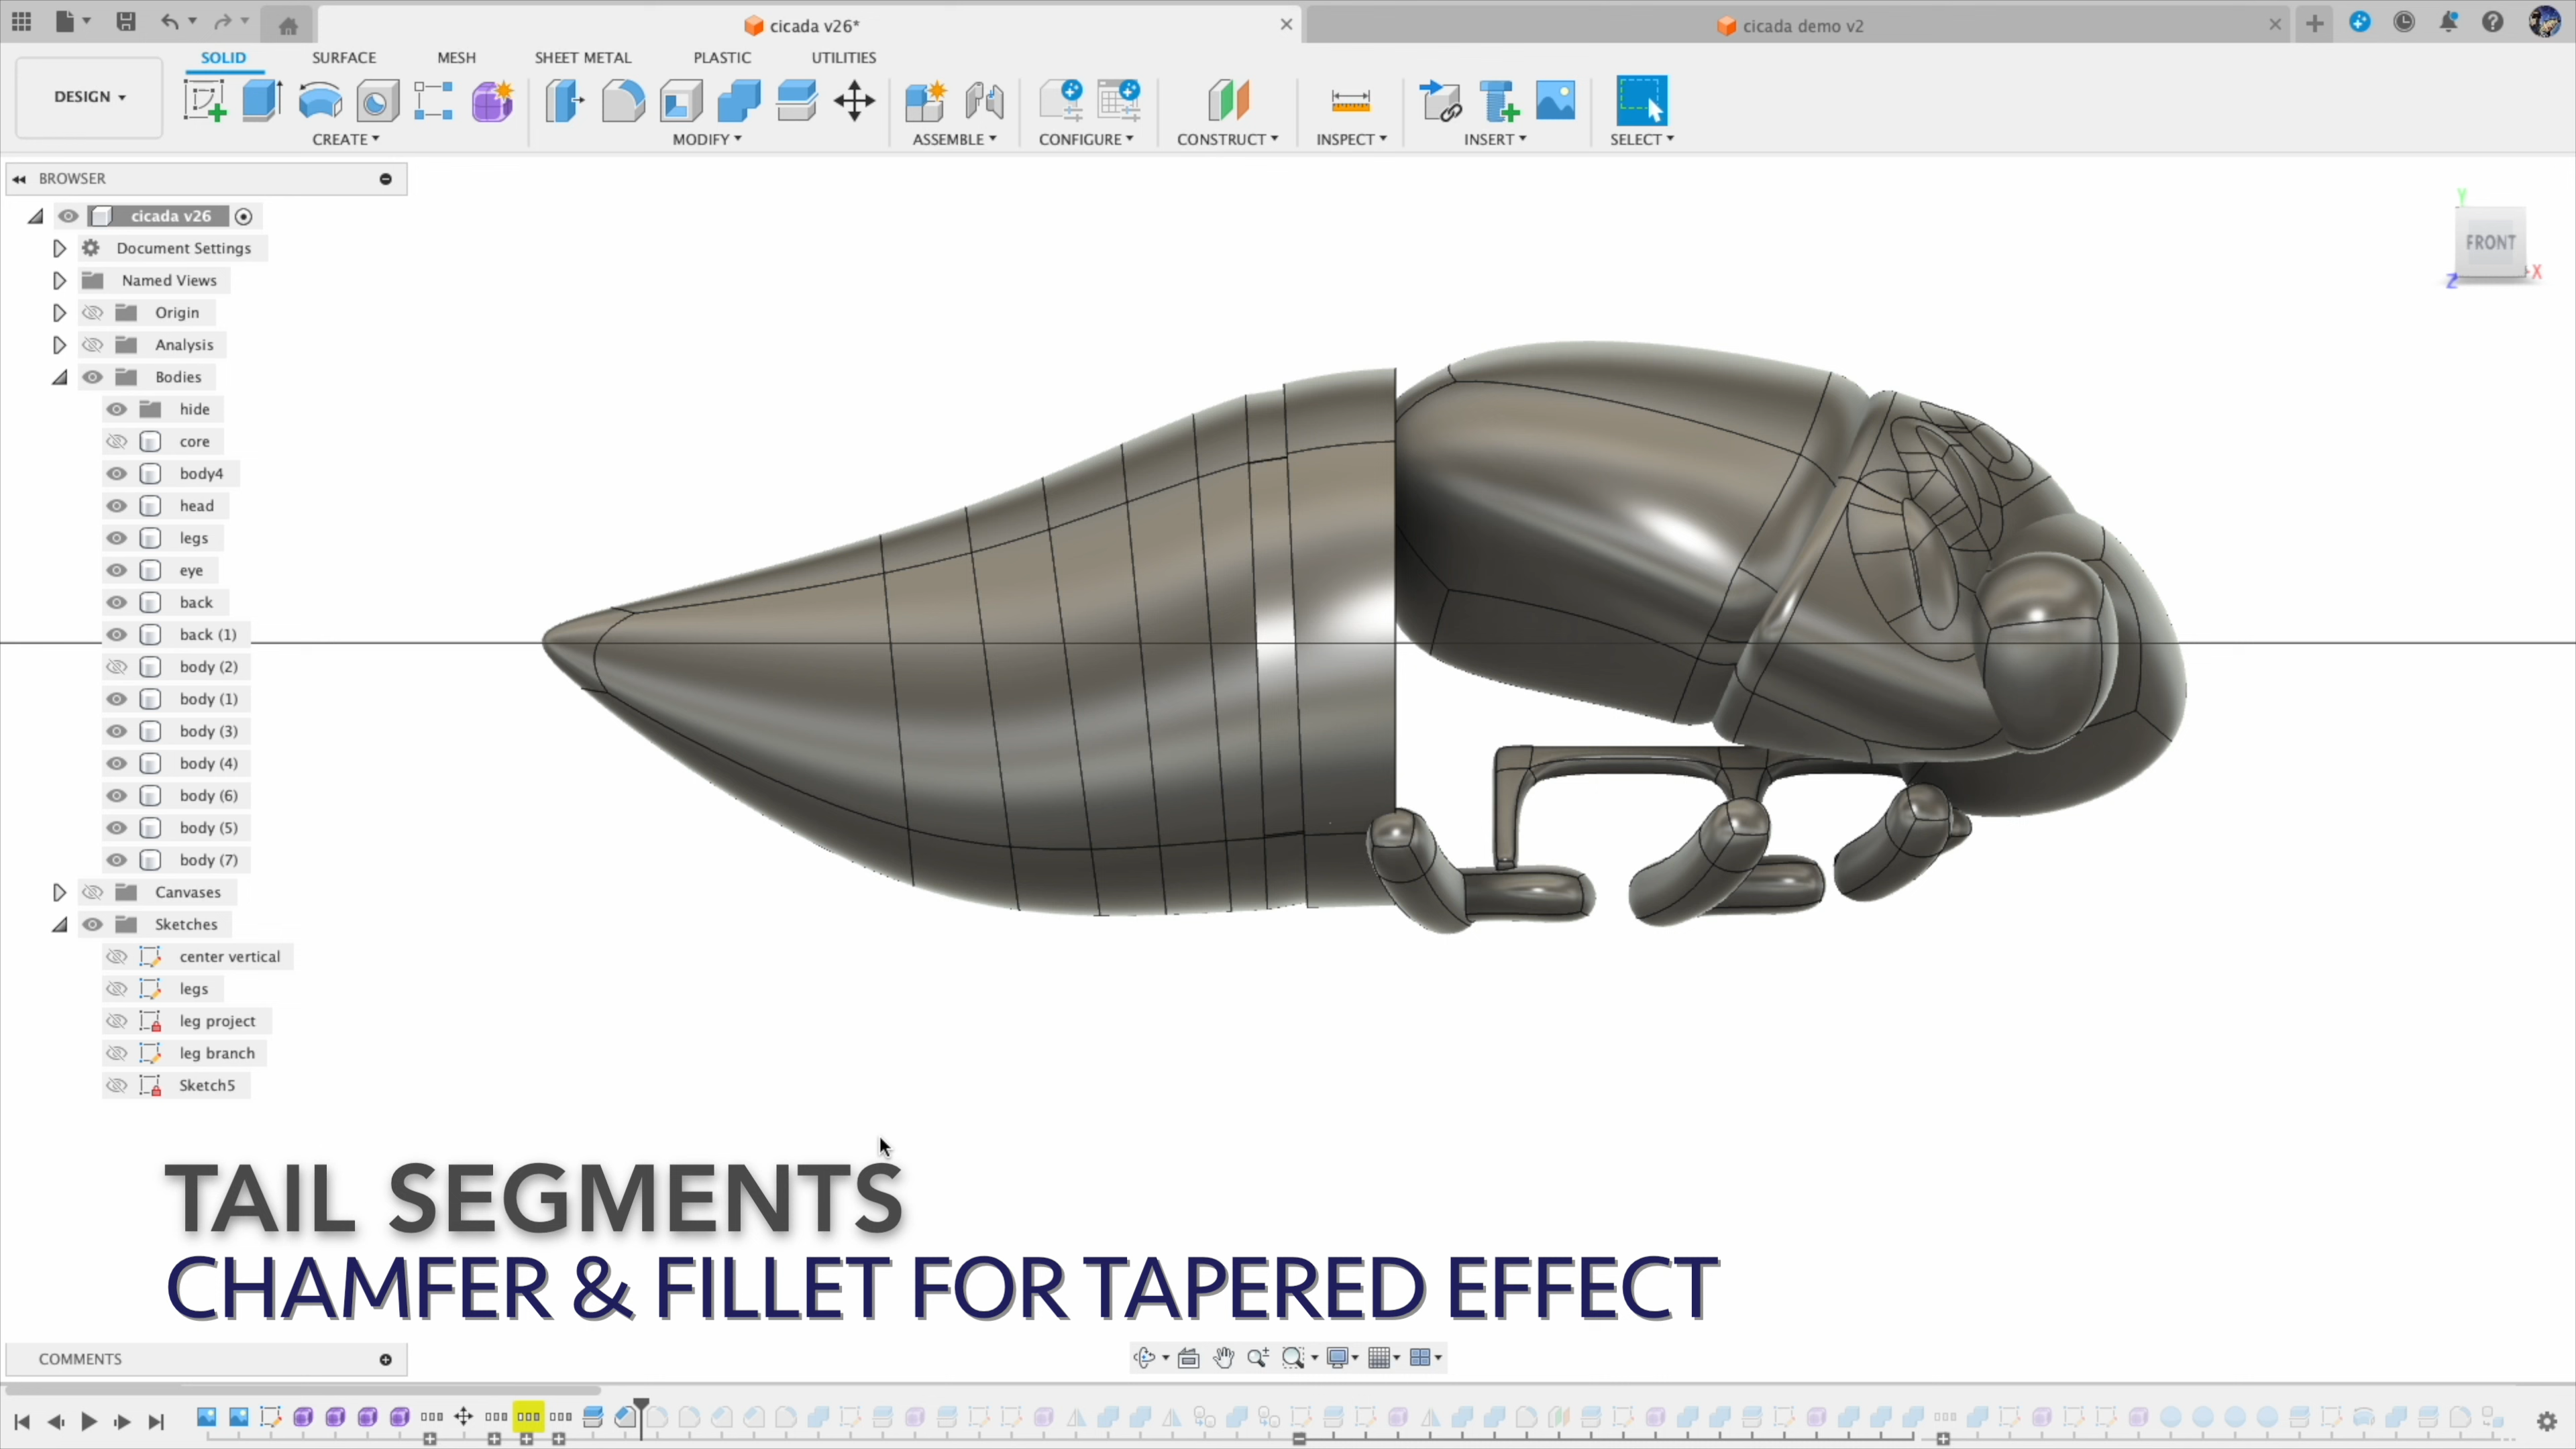 cicada v26*
cicada demo v2
DESIGN
SOLID
SURFACE
MESH
SHEET METAL
PLASTIC
UTILITIES
CREATE
MODIFY
ASSEMBLE
CONFIGURE
CONSTRUCT
INSPECT
INSERT
SELECT
BROWSER
cicada v26
Document Settings
Named Views
Origin
Analysis
Bodies
hide
core
body4
head
legs
eye
back
back (1)
body (2)
body (1)
body (3)
body (4)
body (6)
body (5)
body (7)
Canvases
Sketches
center vertical
legs
leg project
leg branch
Sketch5
Y
FRONT
X
Z
TAIL SEGMENTS
CHAMFER & FILLET FOR TAPERED EFFECT
COMMENTS